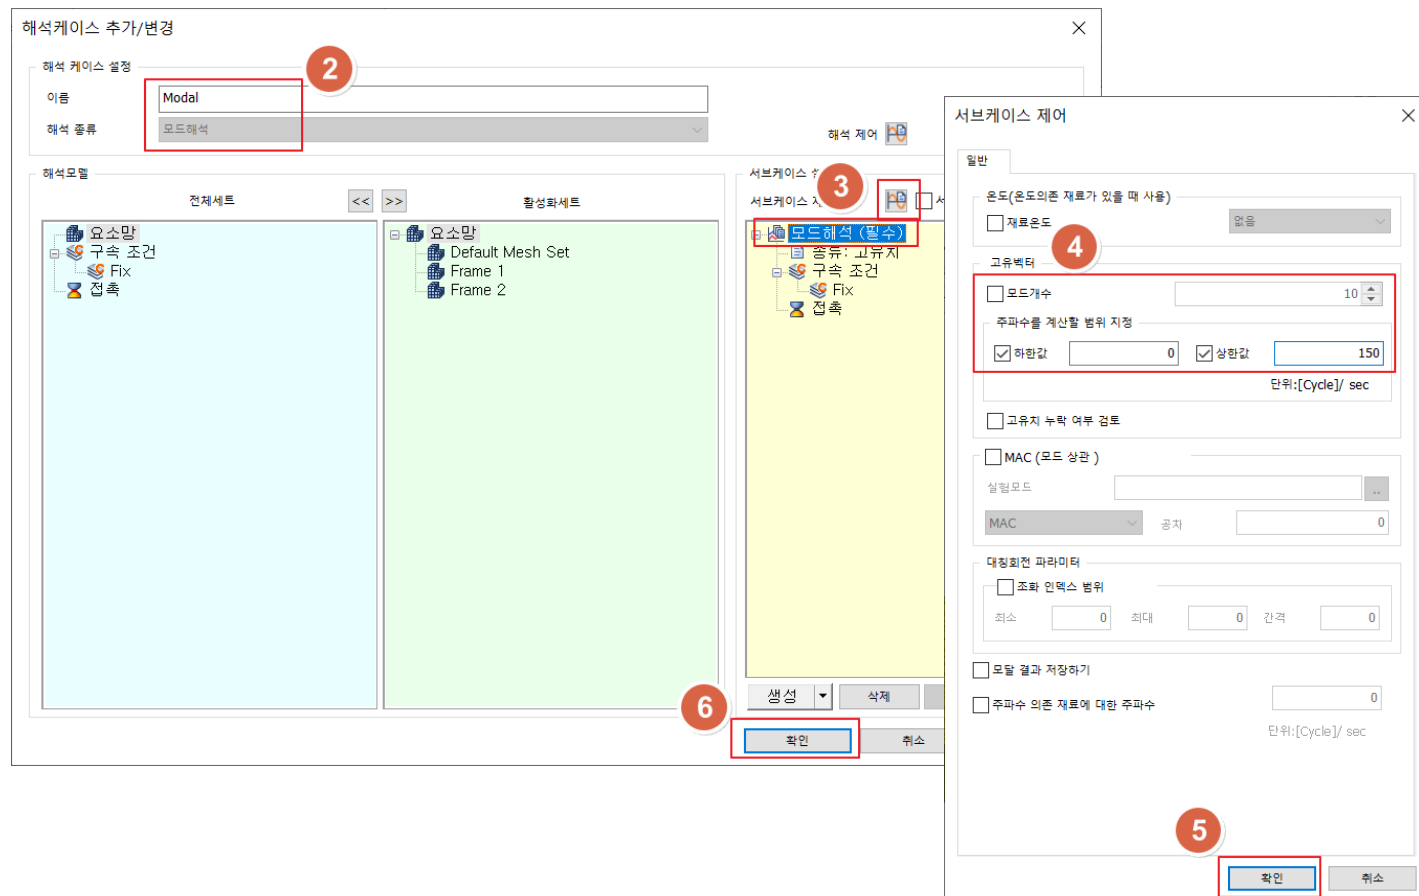 해석케이스 추가/변경
해석 케이스 설정
2
이름
Modal
해석 종류
모드해석
해석 제어
해석모델
전체세트
<<
>>
활성화세트
요소망
구속 조건
Fix
접촉
요소망
Default Mesh Set
Frame 1
Frame 2
서브케이스
3
서브케이스
모드해석 (필수)
종류: 고유치
구속 조건
Fix
접촉
생성
삭제
6
확인
취소
서브케이스 제어
일반
온도(온도의존 재료가 있을 때 사용)
재료온도
없음
4
고유벡터
모드개수
10
주파수를 계산할 범위 지정
하한값
0
상한값
150
단위:[Cycle]/ sec
고유치 누락 여부 검토
MAC (모드 상관 )
실험모드
..
MAC
공차
0
대칭회전 파라미터
조화 인덱스 범위
최소
0
최대
0
간격
0
모달 결과 저장하기
주파수 의존 재료에 대한 주파수
0
단위:[Cycle]/ sec
5
확인
취소